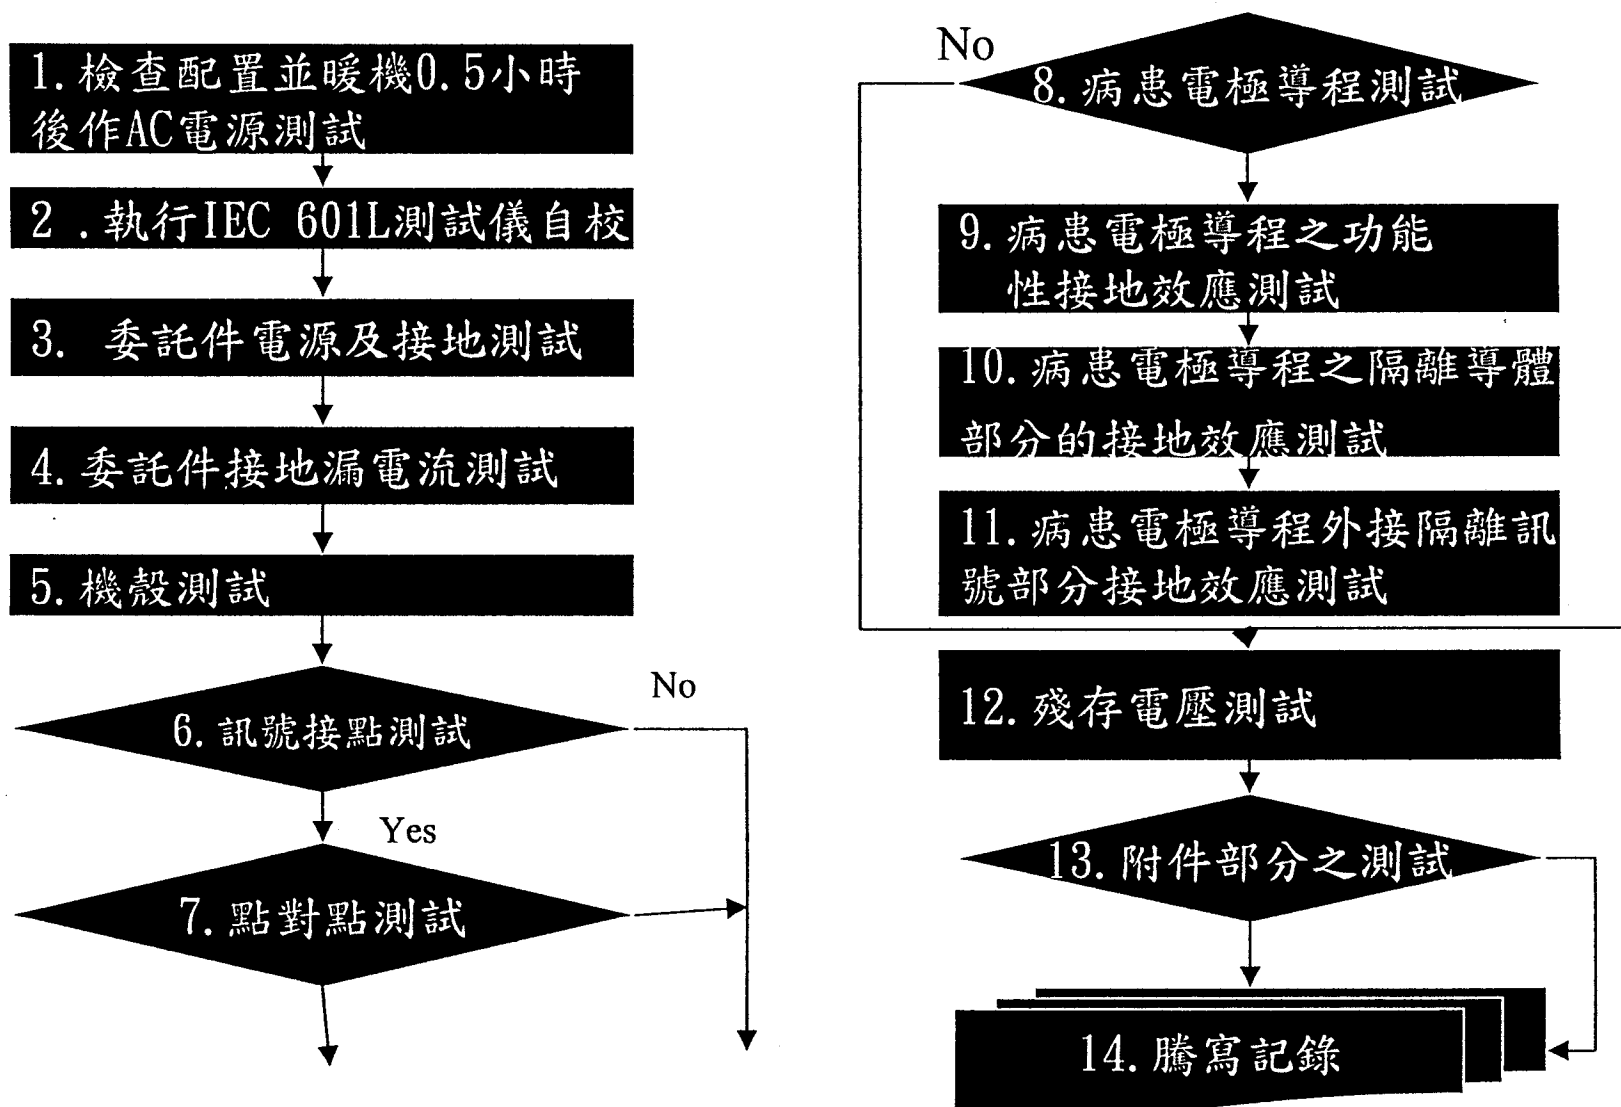 1.檢查配置並暖機0.5小時
後作AC電源測試
2 .執行IEC 601L測試儀自校
3. 委託件電源及接地測試
4.委託件接地漏電流測試
5.機殼測試
6.訊號接點測試
No
Yes
7.點對點測試
No
8.病患電極導程測試
9.病患電極導程之功能
性接地效應測試
10.病患電極導程之隔離導體
部分的接地效應測試
11.病患電極導程外接隔離訊
號部分接地效應測試
12.殘存電壓測試
13.附件部分之測試
14.騰寫記錄